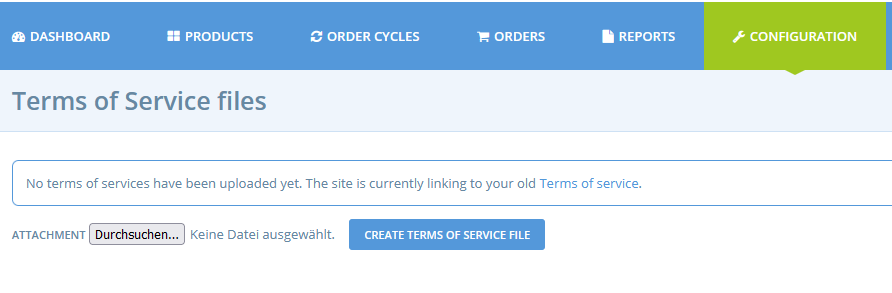 DASHBOARD PRODUCTS ORDER CYCLES ORDERS REPORTS CONFIGURATION
Terms of Service files
No terms of services have been uploaded yet. The site is currently linking to your old Terms of service.
ATTACHMENT Durchsuchen... Keine Datei ausgewählt. CREATE TERMS OF SERVICE FILE